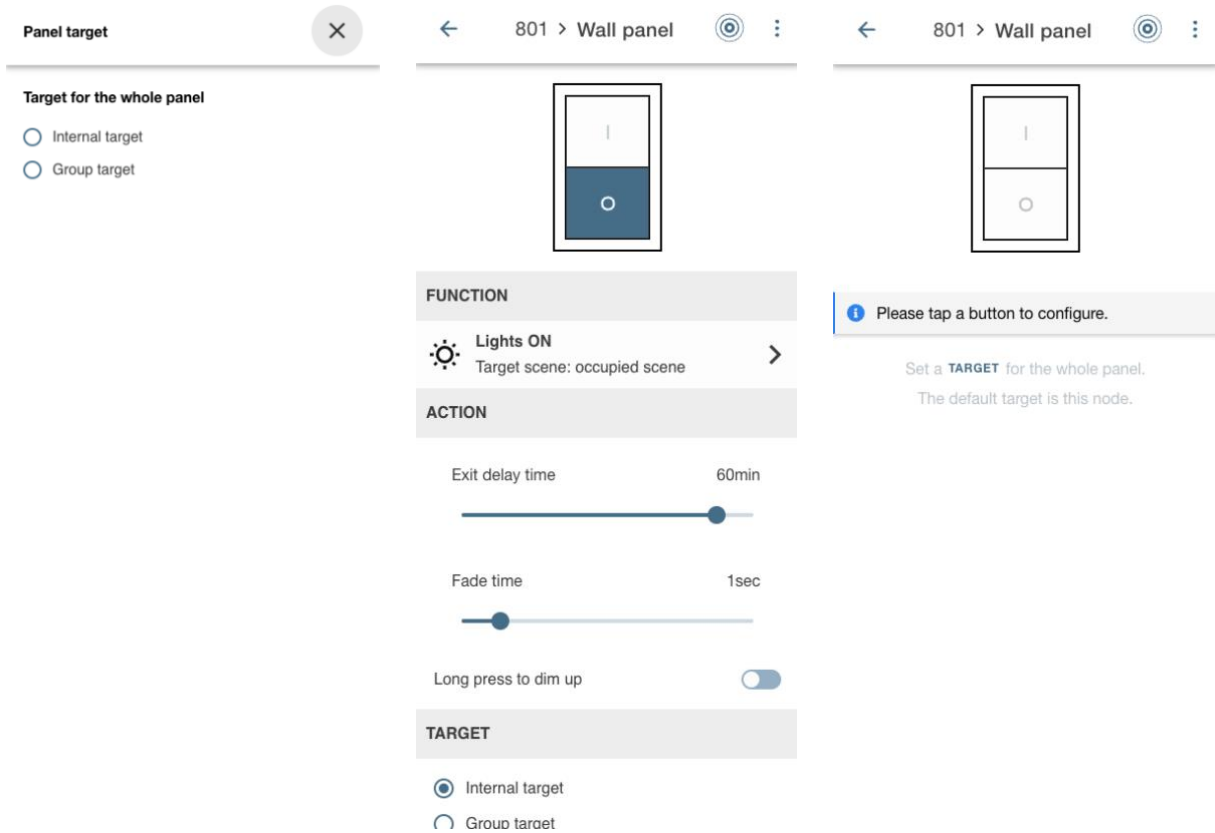 Panel target
Target for the whole panel
Internal target
Group target
801 > Wall panel
I
O
FUNCTION
Lights ON
Target scene: occupied scene
ACTION
Exit delay time 60min
Fade time 1sec
Long press to dim up
TARGET
Internal target
Group target
801 > Wall panel
I
O
Please tap a button to configure.
Set a TARGET for the whole panel.
The default target is this node.